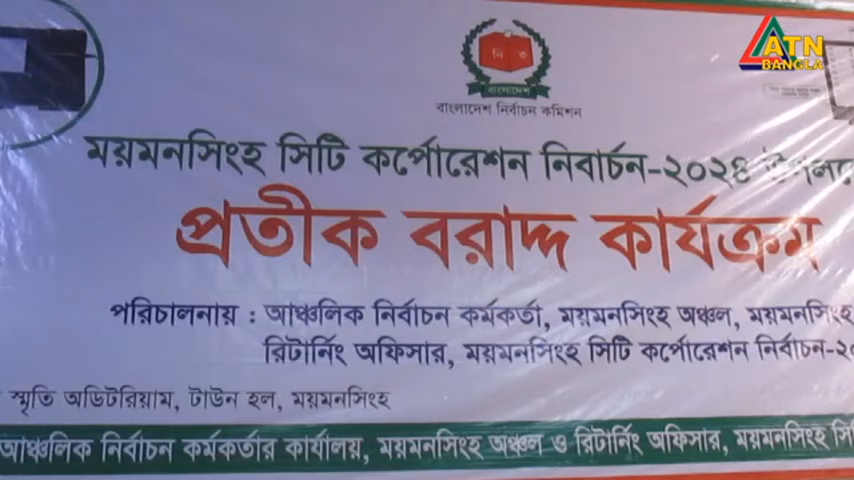 ATN
BANGLA
নি ক
বাংলাদেশ
বাংলাদেশ নির্বাচন কমিশন
ময়মনসিংহ সিটি কর্পোরেশন নির্বাচন-২০২৪ উপলক্ষে
প্রতীক বরাদ্দ কার্যক্রম
পরিচালনায় : আঞ্চলিক নির্বাচন কর্মকর্তা, ময়মনসিংহ অঞ্চল, ময়মনসিংহ
রিটার্নিং অফিসার, ময়মনসিংহ সিটি কর্পোরেশন নির্বাচন-২০
স্মৃতি অডিটরিয়াম, টাউন হল, ময়মনসিংহ
আঞ্চলিক নির্বাচন কর্মকর্তার কার্যালয়, ময়মনসিংহ অঞ্চল ও রিটার্নিং অফিসার, ময়মনসিংহ সি